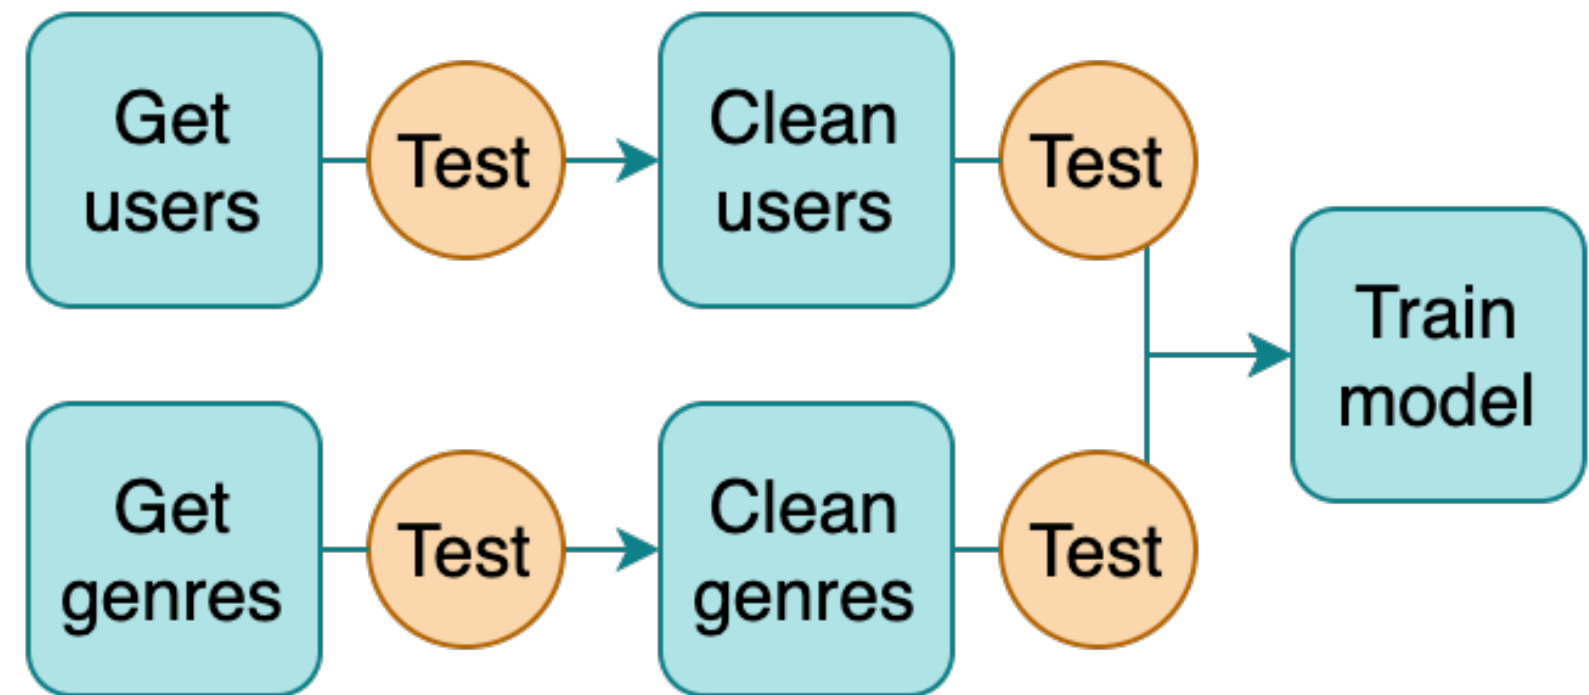 Get
users
Test
Clean
users
Test
Train
model
Get
genres
Test
Clean
genres
Test